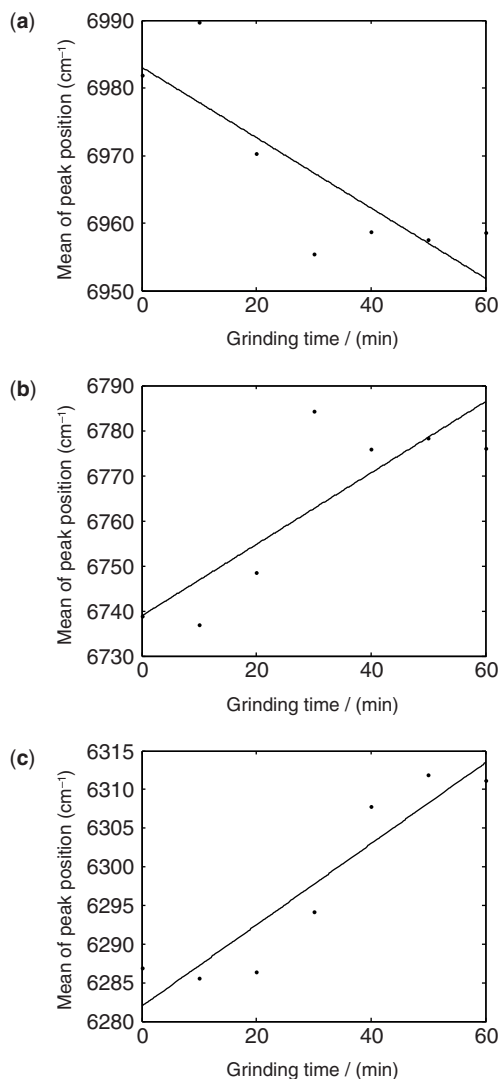 (a)
Mean of peak position (cm⁻¹)
6990
6980
6970
6960
6950
0 20 40 60
Grinding time / (min)
(b)
Mean of peak position (cm⁻¹)
6790
6780
6770
6760
6750
6740
6730
0 20 40 60
Grinding time / (min)
(c)
Mean of peak position (cm⁻¹)
6315
6310
6305
6300
6295
6290
6285
6280
0 20 40 60
Grinding time / (min)